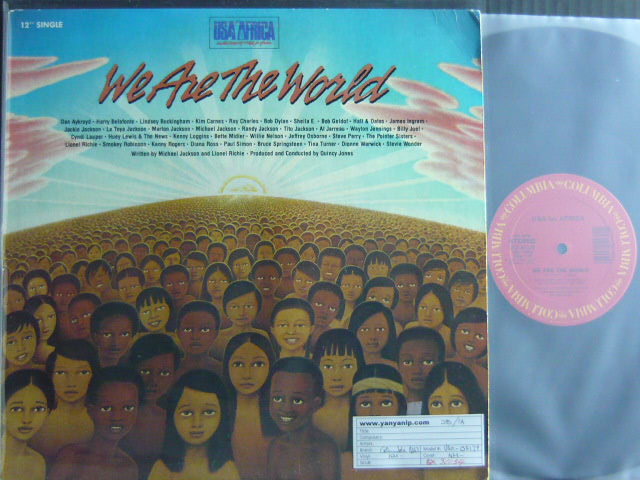 12" SINGLE
USA for AFRICA
We Are The World
Dan Aykroyd • Harry Belafonte • Lindsey Buckingham • Kim Carnes • Ray Charles • Bob Dylan • Sheila E. • Bob Geldof • Hall & Oates • James Ingram •
Jackie Jackson • La Toya Jackson • Marlon Jackson • Michael Jackson • Randy Jackson • Tito Jackson • Al Jarreau • Waylon Jennings • Billy Joel •
Cyndi Lauper • Huey Lewis & The News • Kenny Loggins • Bette Midler • Willie Nelson • Jeffrey Osborne • Steve Perry • The Pointer Sisters •
Lionel Richie • Smokey Robinson • Kenny Rogers • Diana Ross • Paul Simon • Bruce Springsteen • Tina Turner • Dionne Warwick • Stevie Wonder
Written by Michael Jackson and Lionel Richie • Produced and Conducted by Quincy Jones
COLUMBIA COLUMBIA COLUMBIA COLUMBIA
USA for AFRICA
STEREO
WE ARE THE WORLD
www.yanyanlp.com
Title: